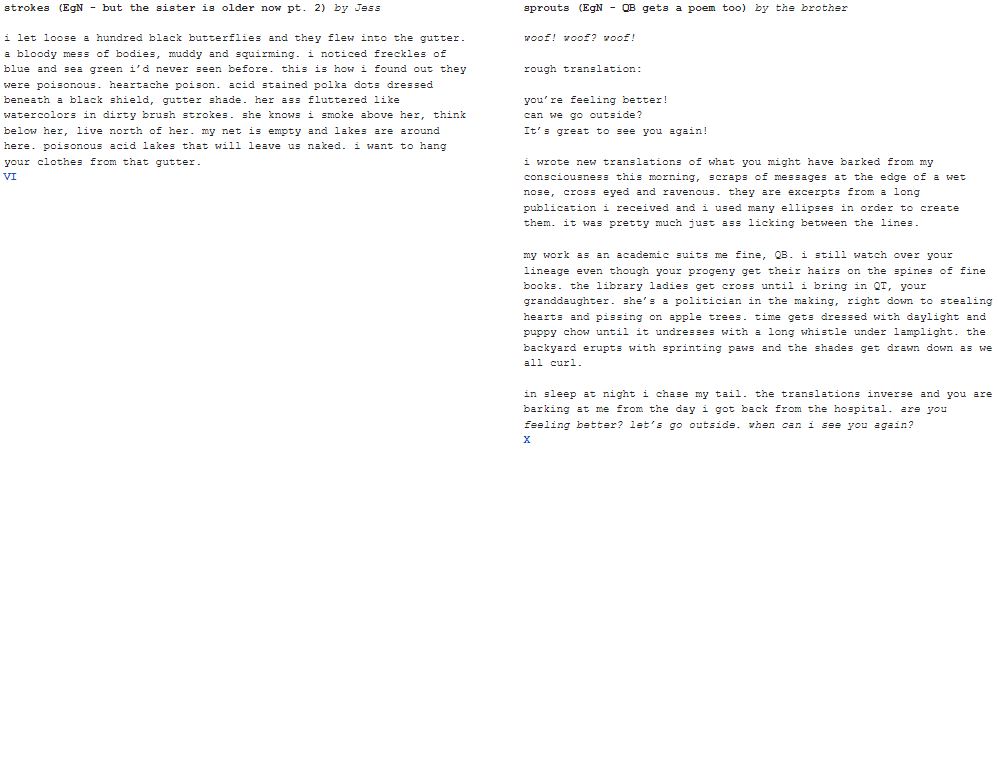 strokes (EgN - but the sister is older now pt. 2) by Jess
i let loose a hundred black butterflies and they flew into the gutter.
a bloody mess of bodies, muddy and squirming. i noticed freckles of
blue and sea green i’d never seen before. this is how i found out they
were poisonous. heartache poison. acid stained polka dots dressed
beneath a black shield, gutter shade. her ass fluttered like
watercolors in dirty brush strokes. she knows i smoke above her, think
below her, live north of her. my net is empty and lakes are around
here. poisonous acid lakes that will leave us naked. i want to hang
your clothes from that gutter.
VI
sprouts (EgN - QB gets a poem too) by the brother
woof! woof? woof!
rough translation:
you’re feeling better!
can we go outside?
It’s great to see you again!
i wrote new translations of what you might have barked from my
consciousness this morning, scraps of messages at the edge of a wet
nose, cross eyed and ravenous. they are excerpts from a long
publication i received and i used many ellipses in order to create
them. it was pretty much just ass licking between the lines.
my work as an academic suits me fine, QB. i still watch over your
lineage even though your progeny get their hairs on the spines of fine
books. the library ladies get cross until i bring in QT, your
granddaughter. she’s a politician in the making, right down to stealing
hearts and pissing on apple trees. time gets dressed with daylight and
puppy chow until it undresses with a long whistle under lamplight. the
backyard erupts with sprinting paws and the shades get drawn down as we
all curl.
in sleep at night i chase my tail. the translations inverse and you are
barking at me from the day i got back from the hospital. are you
feeling better? let’s go outside. when can i see you again?
X